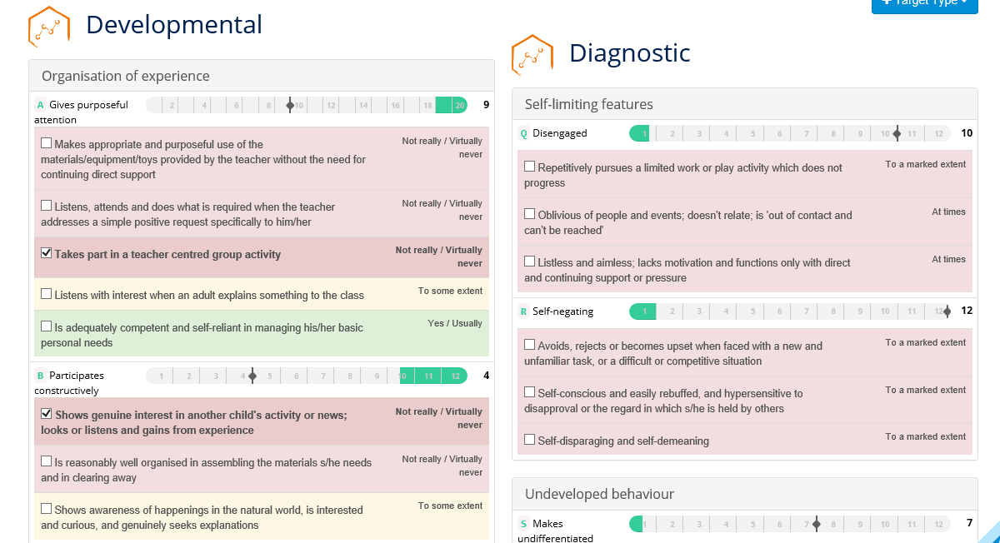 Target Type
Developmental
Organisation of experience
A Gives purposeful attention
2 4 6 8 10 12 14 16 18 20
9
Makes appropriate and purposeful use of the
materials/equipment/toys provided by the teacher without the need for
continuing direct support
Not really / Virtually
never
Listens, attends and does what is required when the teacher
addresses a simple positive request specifically to him/her
Not really / Virtually
never
Takes part in a teacher centred group activity
Not really / Virtually
never
Listens with interest when an adult explains something to the class
To some extent
Is adequately competent and self-reliant in managing his/her basic
personal needs
Yes / Usually
B Participates
constructively
1 2 3 4 5 6 7 8 9 10 11 12
4
Shows genuine interest in another child's activity or news;
looks or listens and gains from experience
Not really / Virtually
never
Is reasonably well organised in assembling the materials s/he needs
and in clearing away
Not really / Virtually
never
Shows awareness of happenings in the natural world, is interested
and curious, and genuinely seeks explanations
To some extent
Diagnostic
Self-limiting features
Q Disengaged
1 2 3 4 5 6 7 8 9 10 11 12
10
Repetitively pursues a limited work or play activity which does not
progress
To a marked extent
Oblivious of people and events; doesn't relate; is 'out of contact and
can't be reached'
At times
Listless and aimless; lacks motivation and functions only with direct
and continuing support or pressure
At times
R Self-negating
1 2 3 4 5 6 7 8 9 10 11 12
12
Avoids, rejects or becomes upset when faced with a new and
unfamiliar task, or a difficult or competitive situation
To a marked extent
Self-conscious and easily rebuffed, and hypersensitive to
disapproval or the regard in which s/he is held by others
To a marked extent
Self-disparaging and self-demeaning
To a marked extent
Undeveloped behaviour
S Makes
undifferentiated
1 2 3 4 5 6 7 8 9 10 11 12
7